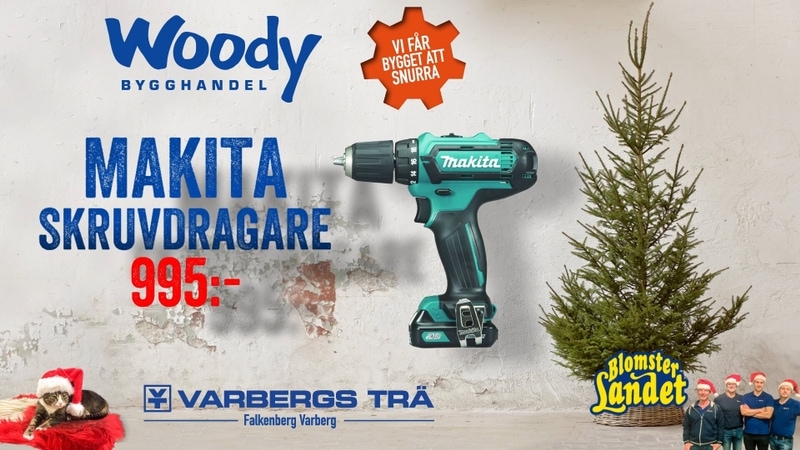 Woody
BYGGHANDEL
VI FÅR
BYGGET ATT
SNURRA
MAKITA
SKRUVDRAGARE
995:-
makita
Blomster
Landet
VARBERGS TRÄ
Falkenberg Varberg